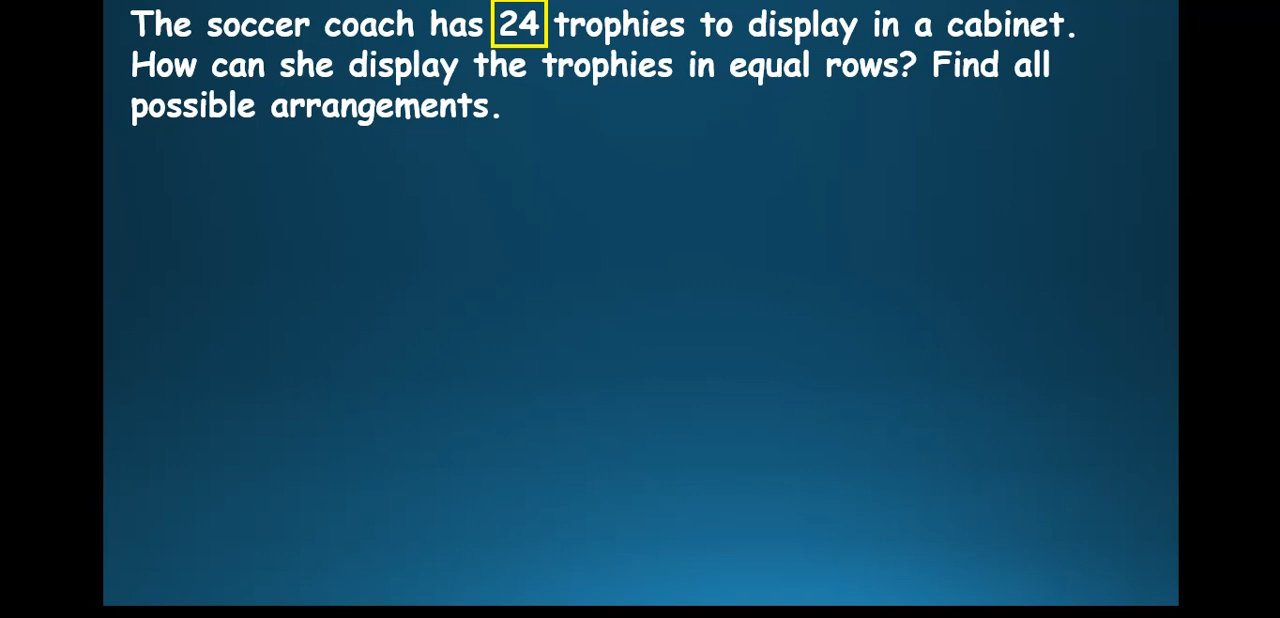 The soccer coach has 24 trophies to display in a cabinet.
How can she display the trophies in equal rows? Find all
possible arrangements.